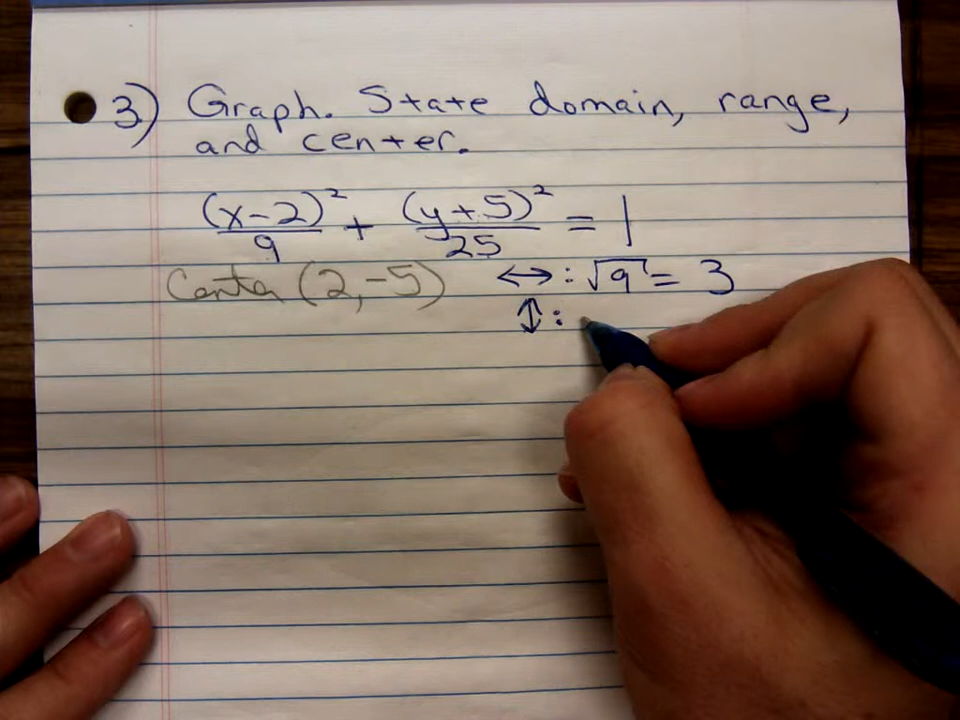 3.) Graph. State domain, range,
and center.
(x-2)²/9 + (y+5)²/25 = 1
Center (2,-5) ↔: √9 = 3
↕: